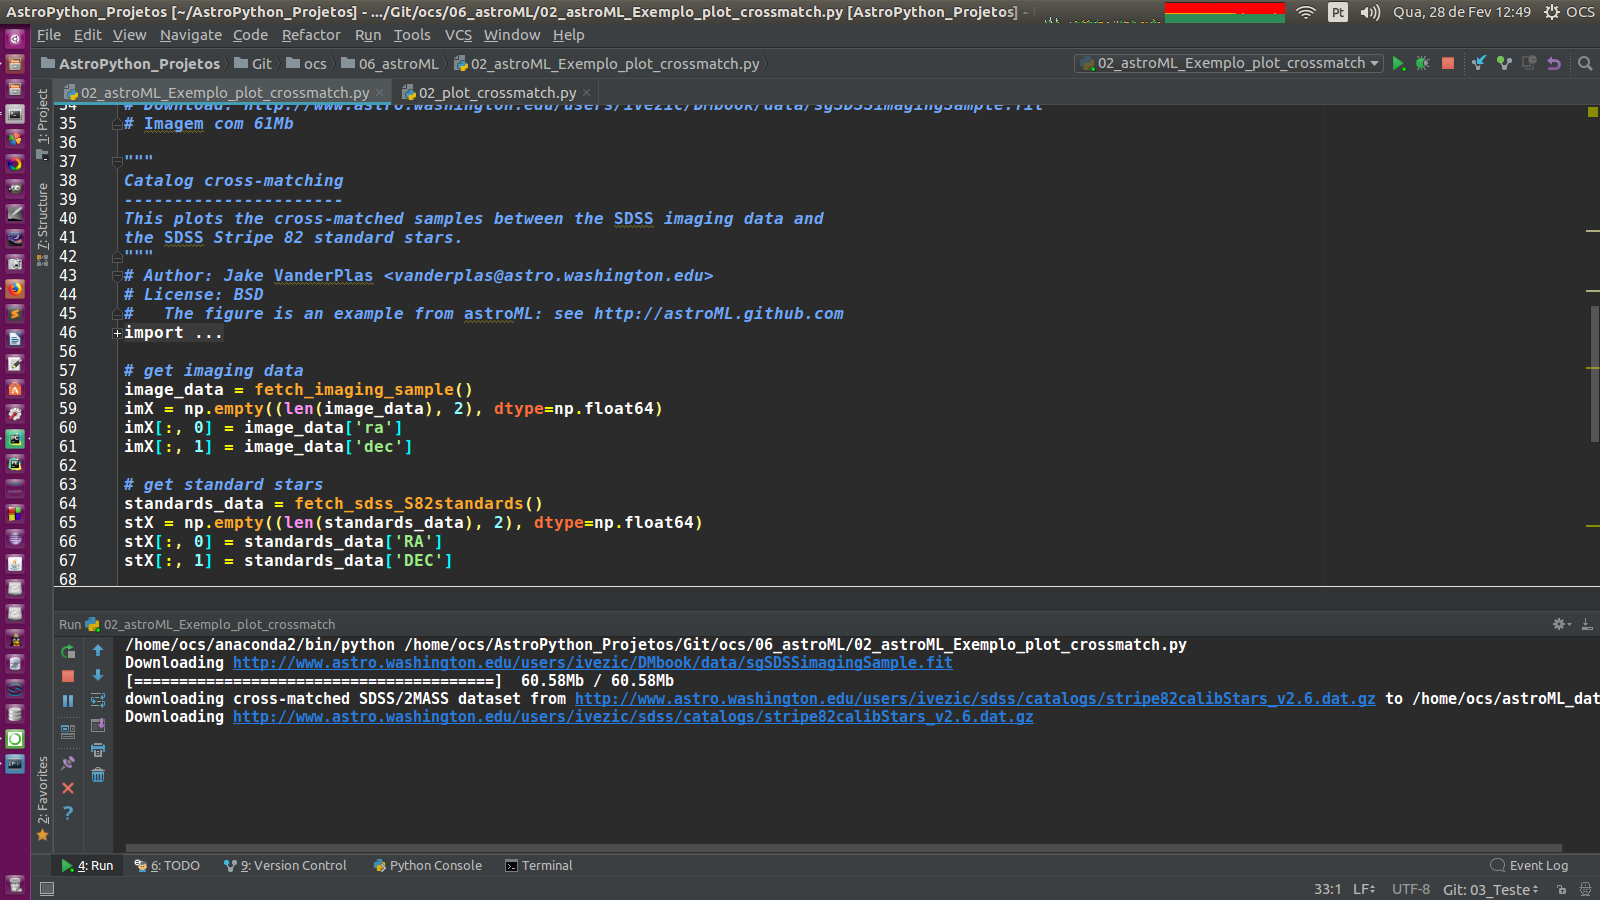 AstroPython_Projetos [~/AstroPython_Projetos] - .../Git/ocs/06_astroML/02_astroML_Exemplo_plot_crossmatch.py [AstroPython_Projetos] -
Pt
Qua, 28 de Fev 12:49
OCS
File Edit View Navigate Code Refactor Run Tools VCS Window Help
AstroPython_Projetos Git ocs 06_astroML 02_astroML_Exemplo_plot_crossmatch.py
02_astroML_Exemplo_plot_crossmatch
02_astroML_Exemplo_plot_crossmatch.py 02_plot_crossmatch.py
1: Project
7: Structure
2: Favorites
34 # Download: http://www.astro.washington.edu/users/ivezic/DMbook/data/sgSDSSimagingSample.fit
35 # Imagem com 61Mb
36
37 """
38 Catalog cross-matching
39 ----------------------
40 This plots the cross-matched samples between the SDSS imaging data and
41 the SDSS Stripe 82 standard stars.
42 """
43 # Author: Jake VanderPlas <vanderplas@astro.washington.edu>
44 # License: BSD
45 #   The figure is an example from astroML: see http://astroML.github.com
46 import ...
56
57 # get imaging data
58 image_data = fetch_imaging_sample()
59 imX = np.empty((len(image_data), 2), dtype=np.float64)
60 imX[:, 0] = image_data['ra']
61 imX[:, 1] = image_data['dec']
62
63 # get standard stars
64 standards_data = fetch_sdss_S82standards()
65 stX = np.empty((len(standards_data), 2), dtype=np.float64)
66 stX[:, 0] = standards_data['RA']
67 stX[:, 1] = standards_data['DEC']
68
Run 02_astroML_Exemplo_plot_crossmatch
/home/ocs/anaconda2/bin/python /home/ocs/AstroPython_Projetos/Git/ocs/06_astroML/02_astroML_Exemplo_plot_crossmatch.py
Downloading http://www.astro.washington.edu/users/ivezic/DMbook/data/sgSDSSimagingSample.fit
[========================================]  60.58Mb / 60.58Mb
downloading cross-matched SDSS/2MASS dataset from http://www.astro.washington.edu/users/ivezic/sdss/catalogs/stripe82calibStars_v2.6.dat.gz to /home/ocs/astroML_dat
Downloading http://www.astro.washington.edu/users/ivezic/sdss/catalogs/stripe82calibStars_v2.6.dat.gz
4: Run 6: TODO 9: Version Control Python Console Terminal Event Log
33:1 LF UTF-8 Git: 03_Teste